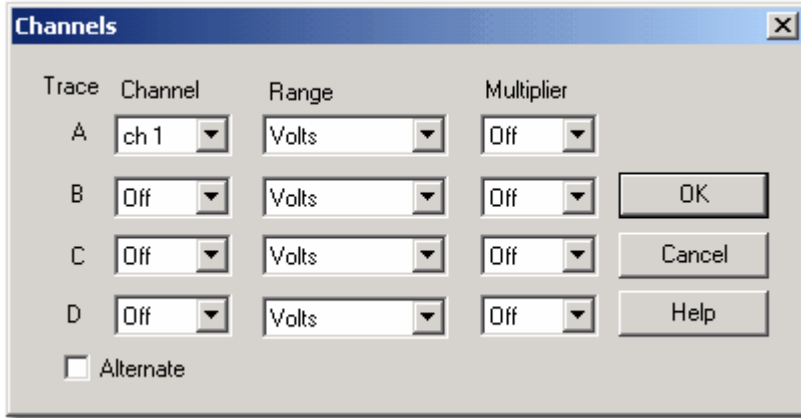 Channels
Trace Channel Range Multiplier
A ch 1 Volts Off
B Off Volts Off OK
C Off Volts Off Cancel
D Off Volts Off Help
Alternate